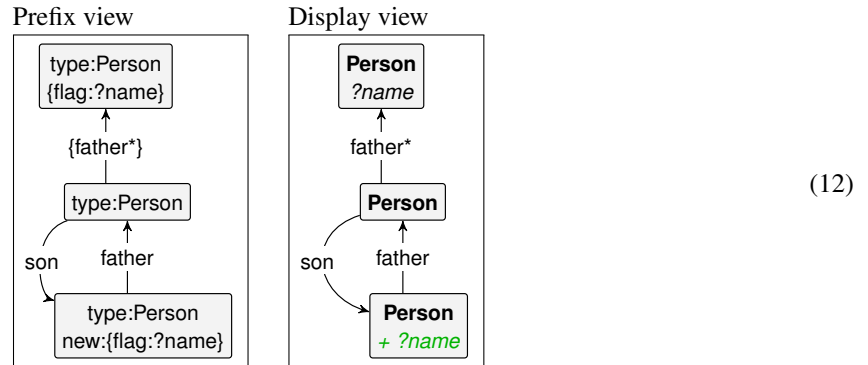 Prefix view
type:Person
{flag:?name}
{father*}
type:Person
son
father
type:Person
new:{flag:?name}
Display view
Person
?name
father*
Person
son
father
Person
+ ?name
(12)